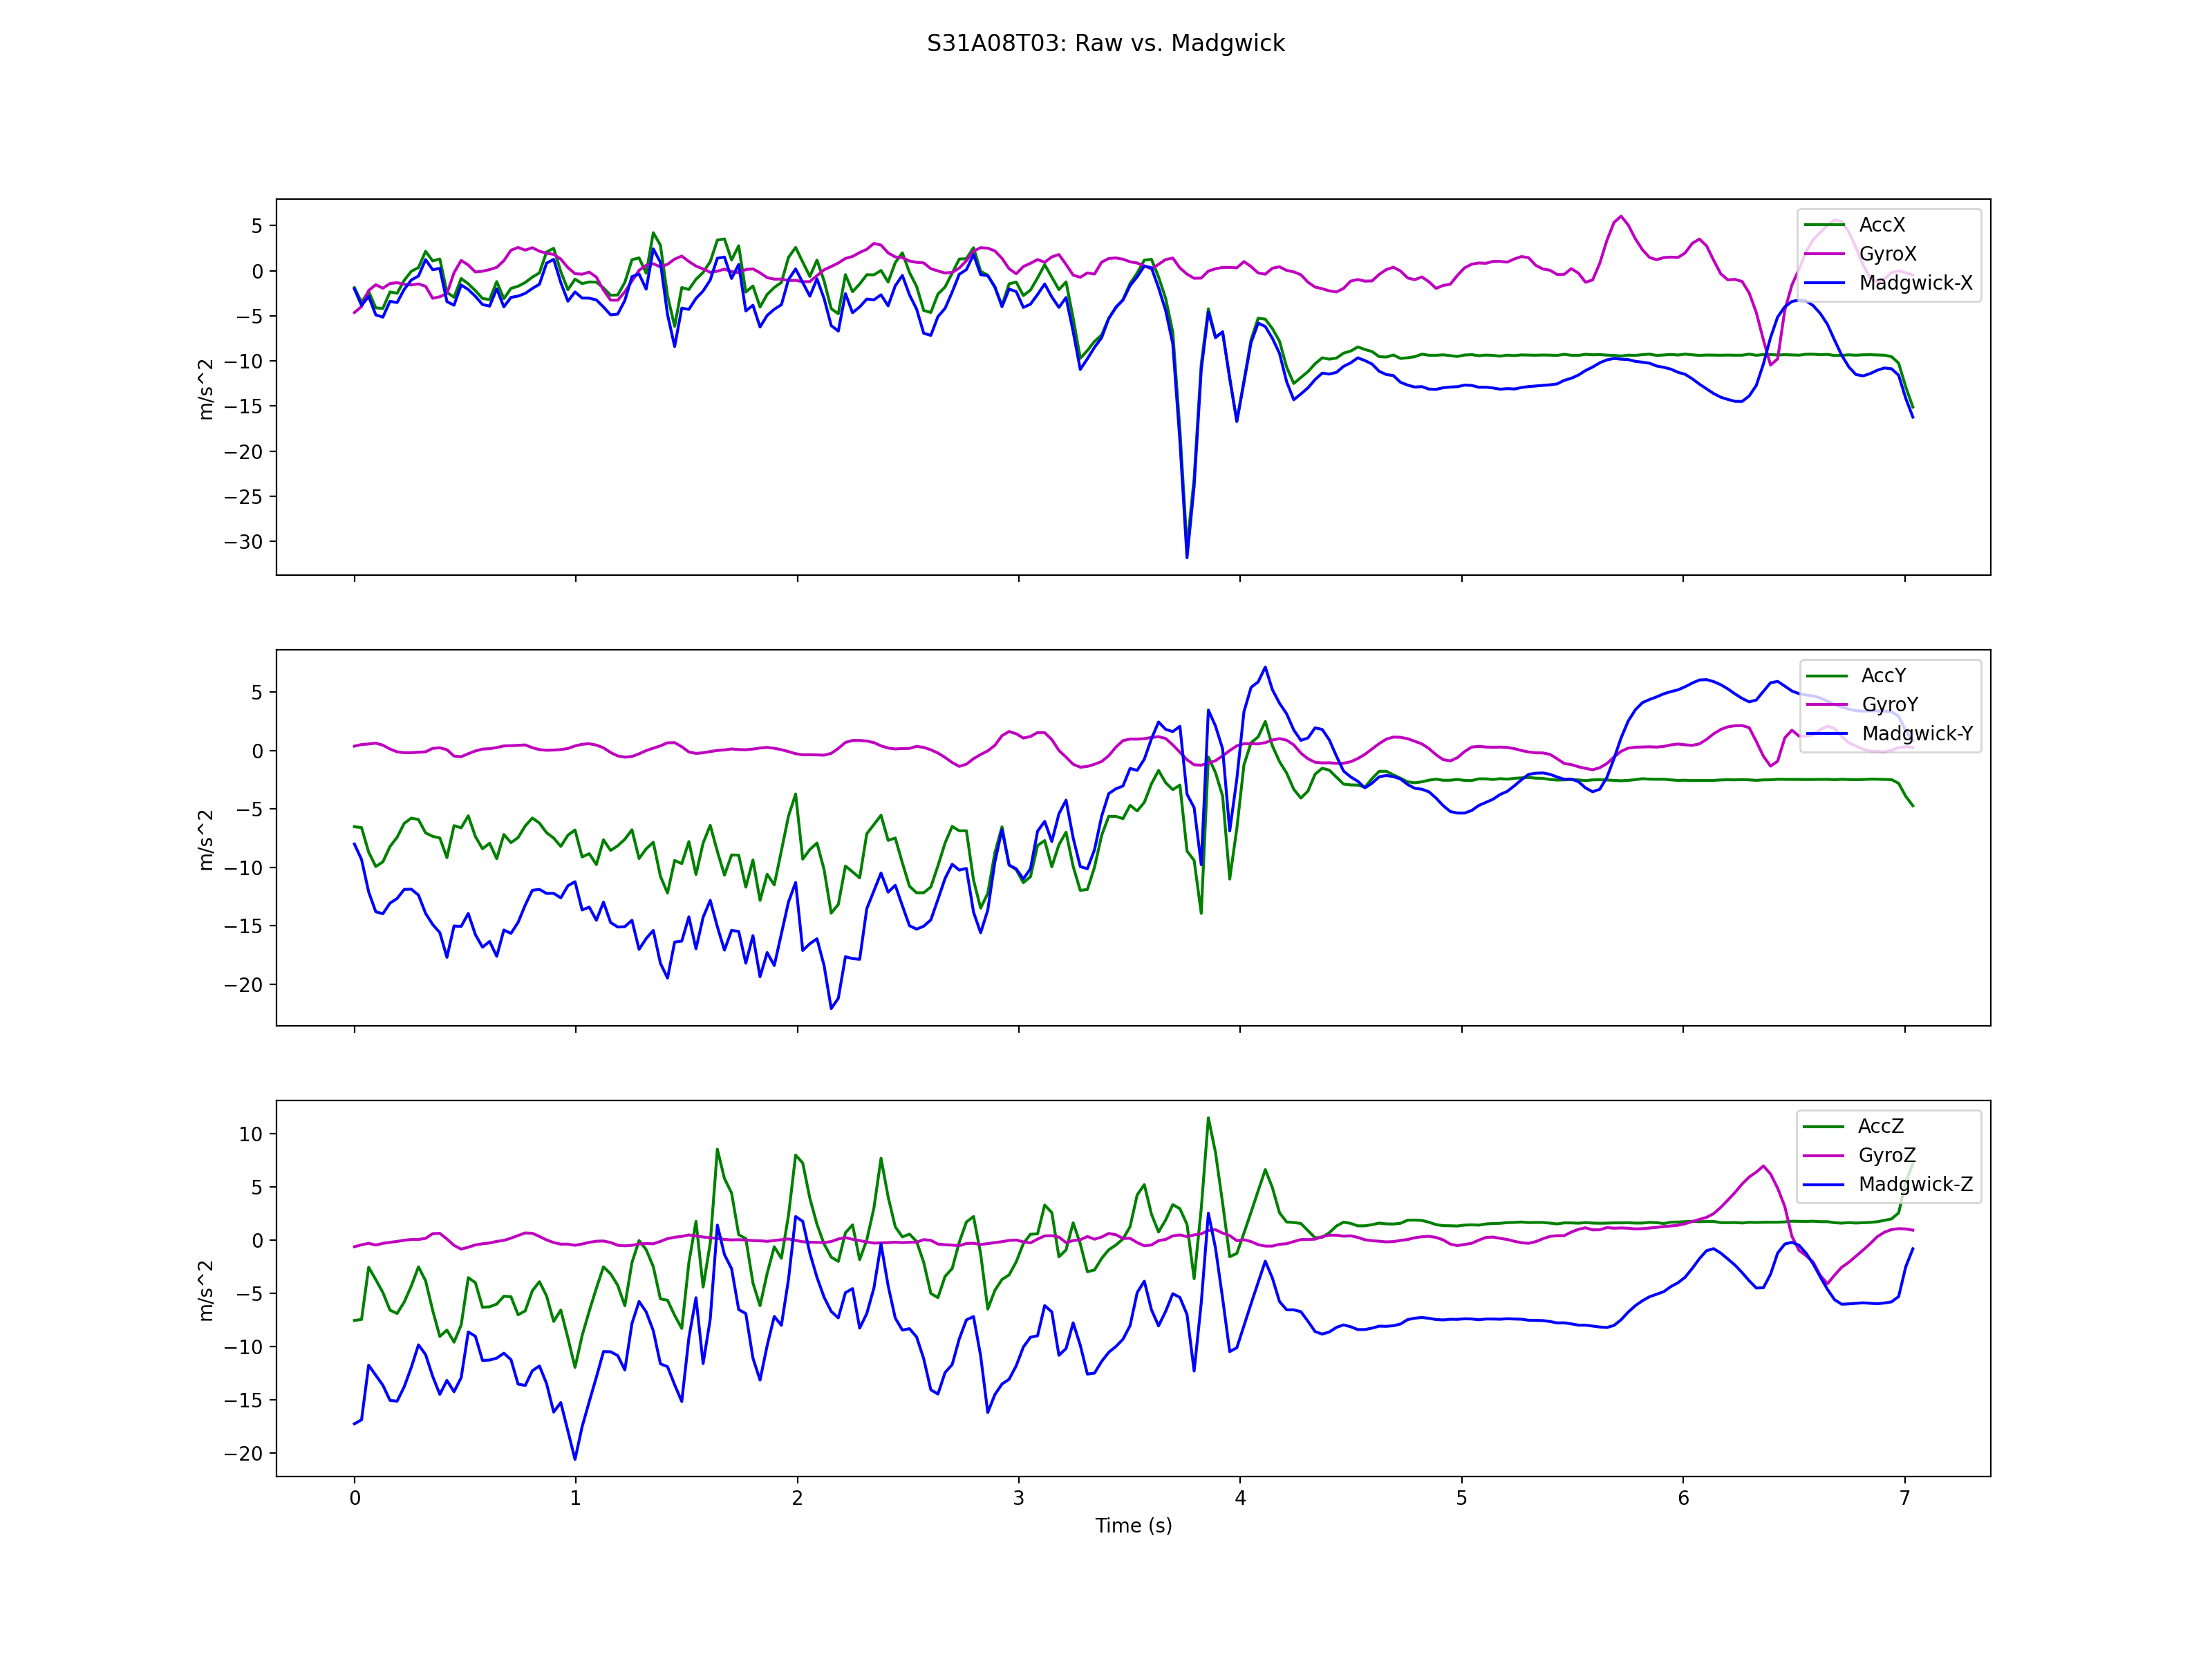 S31A08T03: Raw vs. Madgwick
5
0
−5
−10
−15
−20
−25
−30
m/s^2
AccX
GyroX
Madgwick-X
5
0
−5
−10
−15
−20
m/s^2
AccY
GyroY
Madgwick-Y
10
5
0
−5
−10
−15
−20
m/s^2
AccZ
GyroZ
Madgwick-Z
0 1 2 3 4 5 6 7
Time (s)